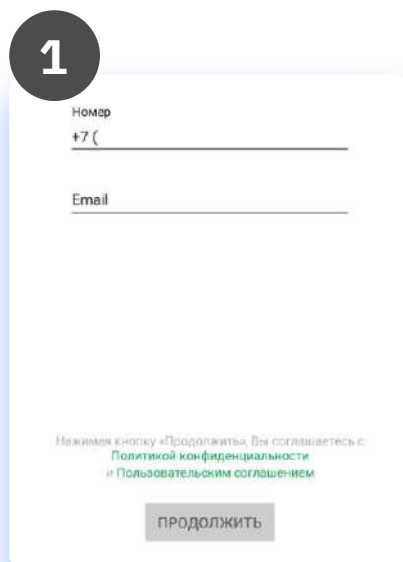 1
Номер
+7 (
Email
Нажимая кнопку «Продолжить», Вы соглашаетесь с
Политикой конфиденциальности
и Пользовательским соглашением
ПРОДОЛЖИТЬ